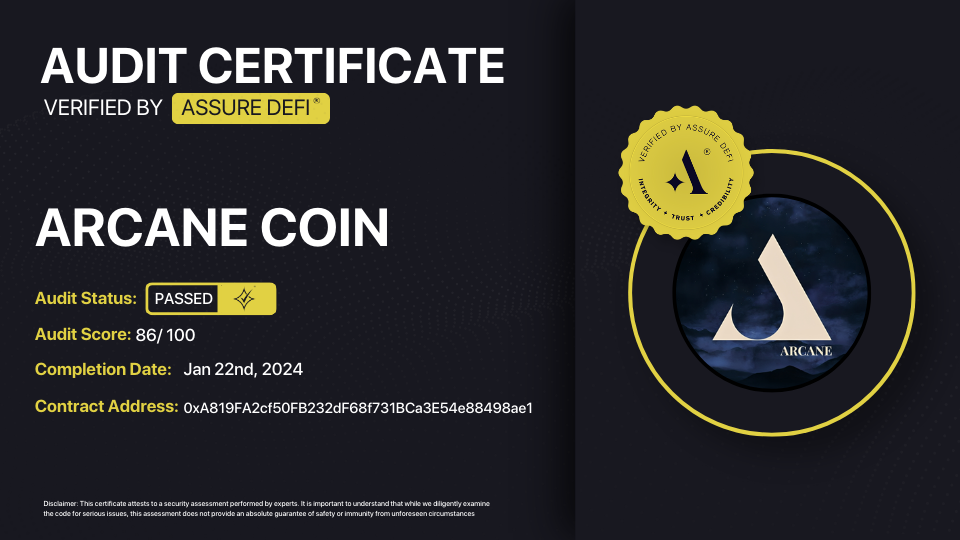 AUDIT CERTIFICATE
VERIFIED BY ASSURE DEFI ®
ARCANE COIN
Audit Status: PASSED
Audit Score: 86/ 100
Completion Date: Jan 22nd, 2024
Contract Address: 0xA819FA2cf50FB232dF68f731BCa3E54e88498ae1
Disclaimer: This certificate attests to a security assessment performed by experts. It is important to understand that while we diligently examine
the code for serious issues, this assessment does not provide an absolute guarantee of safety or immunity from unforeseen circumstances
VERIFIED BY ASSURE DEFI
®
INTEGRITY ✦ TRUST ✦ CREDIBILITY
ARCANE